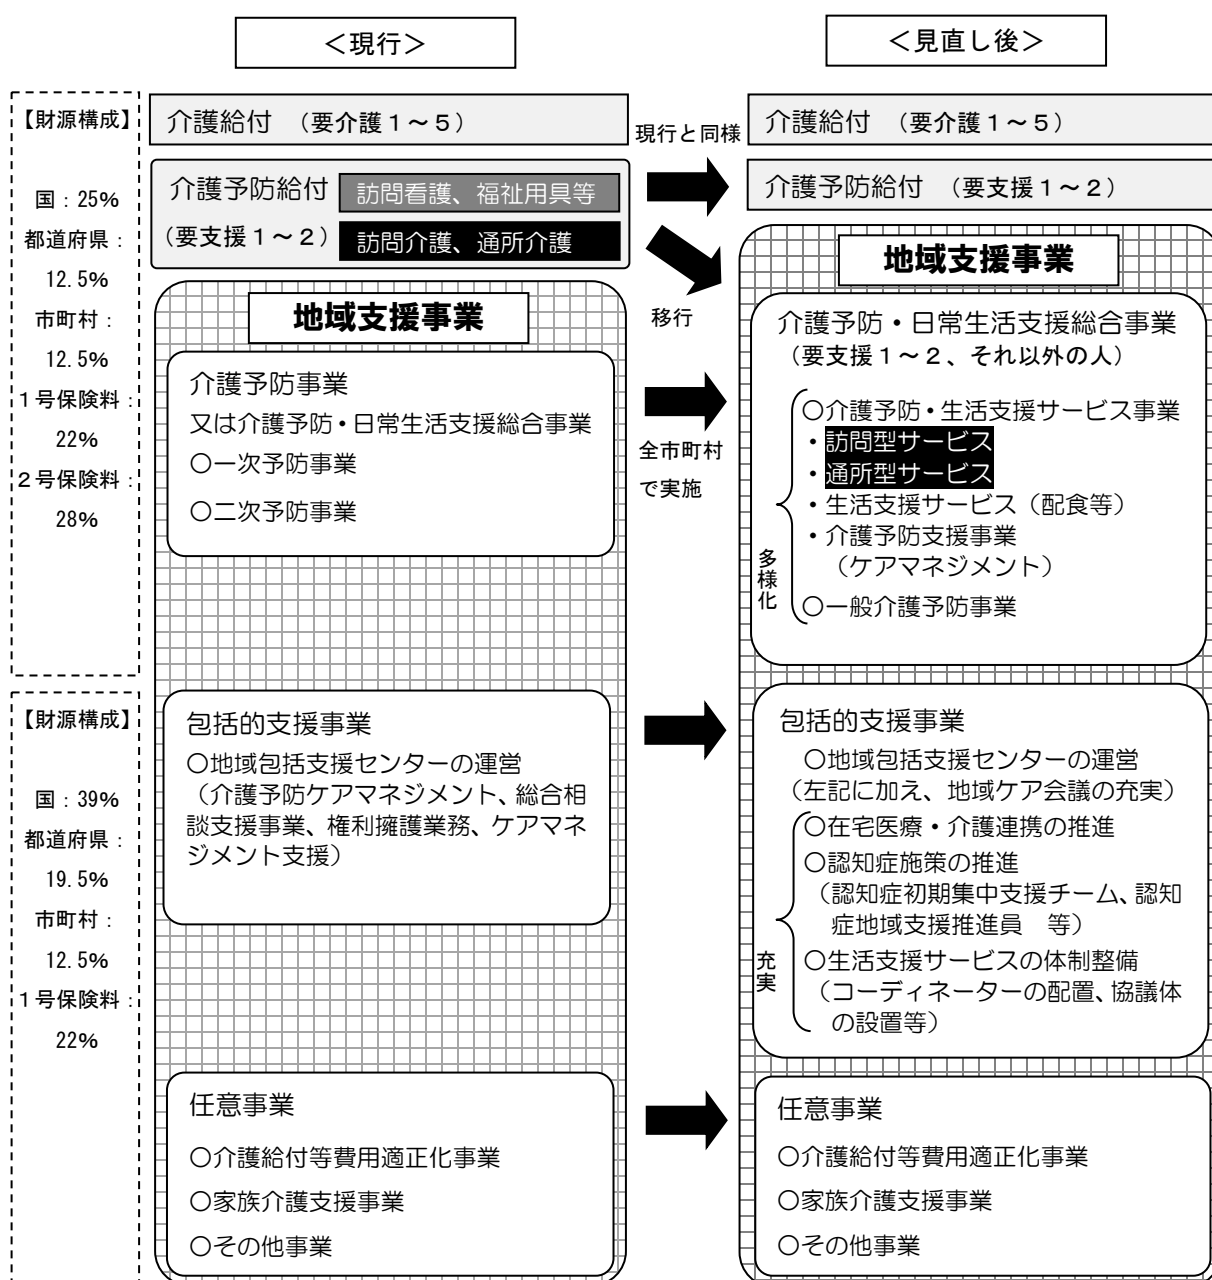 ＜現行＞
＜見直し後＞
【財源構成】
国：25%
都道府県：
12.5%
市町村：
12.5%
1号保険料：
22%
2号保険料：
28%
【財源構成】
国：39%
都道府県：
19.5%
市町村：
12.5%
1号保険料：
22%
介護給付　（要介護１～５）
介護予防給付
訪問看護、福祉用具等
（要支援１～２）
訪問介護、通所介護
地域支援事業
介護予防事業
又は介護予防・日常生活支援総合事業
○一次予防事業
○二次予防事業
包括的支援事業
○地域包括支援センターの運営
（介護予防ケアマネジメント、総合相
談支援事業、権利擁護業務、ケアマネ
ジメント支援）
任意事業
○介護給付等費用適正化事業
○家族介護支援事業
○その他事業
現行と同様
移行
全市町村
で実施
介護給付　（要介護１～５）
介護予防給付　（要支援１～２）
地域支援事業
介護予防・日常生活支援総合事業
（要支援１～２、それ以外の人）
○介護予防・生活支援サービス事業
・訪問型サービス
・通所型サービス
・生活支援サービス（配食等）
・介護予防支援事業
（ケアマネジメント）
○一般介護予防事業
多様化
包括的支援事業
○地域包括支援センターの運営
（左記に加え、地域ケア会議の充実）
○在宅医療・介護連携の推進
○認知症施策の推進
（認知症初期集中支援チーム、認知
症地域支援推進員　等）
○生活支援サービスの体制整備
（コーディネーターの配置、協議体
の設置等）
充実
任意事業
○介護給付等費用適正化事業
○家族介護支援事業
○その他事業